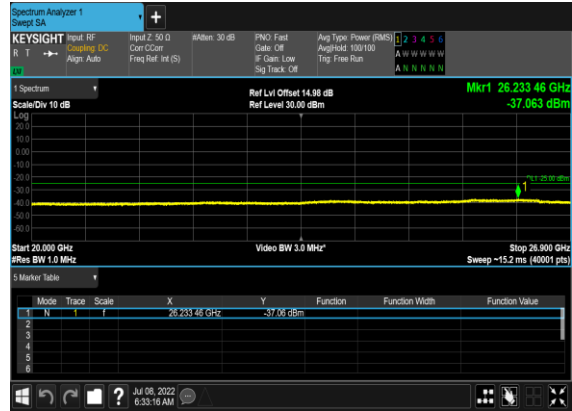 Spectrum Analyzer 1
Swept SA
+
KEYSIGHT Input: RF Input Z: 50 Ω #Atten: 30 dB PNO: Fast Avg Type: Power (RMS) 1 2 3 4 5 6
R T Coupling: DC Corr CCorr Gate: Off Avg|Hold: 100/100 A W W W W W
Align: Auto Freq Ref: Int (S) IF Gain: Low Trig: Free Run
Sig Track: Off A N N N N N
1 Spectrum Ref Lvl Offset 14.98 dB Mkr1 26.233 46 GHz
Scale/Div 10 dB Ref Level 30.00 dBm -37.063 dBm
Log
20.0
10.0
0.00
-10.0
-20.0
DL1 -25.00 dBm
-30.0
1
-40.0
-50.0
-60.0
Start 20.000 GHz Video BW 3.0 MHz* Stop 26.900 GHz
#Res BW 1.0 MHz Sweep ~15.2 ms (40001 pts)
5 Marker Table
Mode Trace Scale X Y Function Function Width Function Value
1 N 1 f 26.233 46 GHz -37.06 dBm
2
3
4
5
6
? Jul 08, 2022
6:33:16 AM